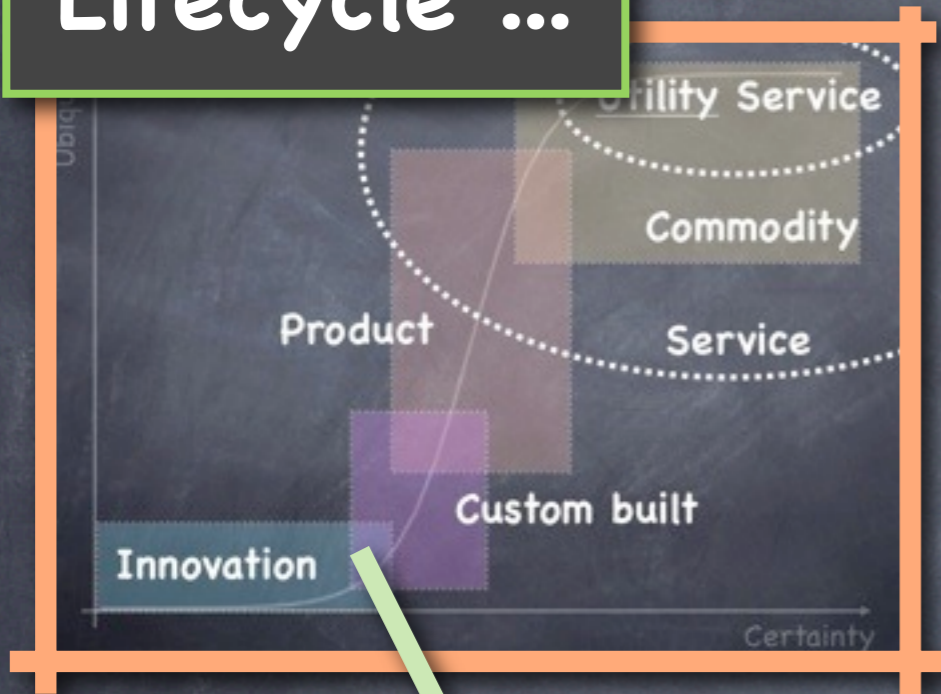 Lifecycle ...
Utility Service
Commodity
Product
Service
Custom built
Innovation
Certainty